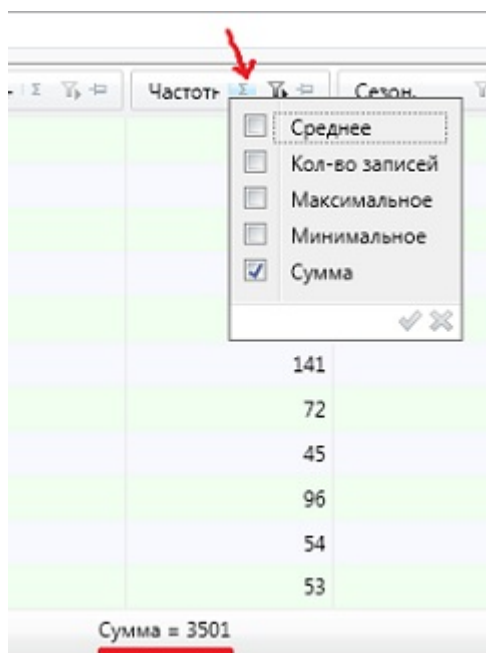 Частоть Σ Сезон.
Среднее
Кол-во записей
Максимальное
Минимальное
Сумма
141
72
45
96
54
53
Сумма = 3501